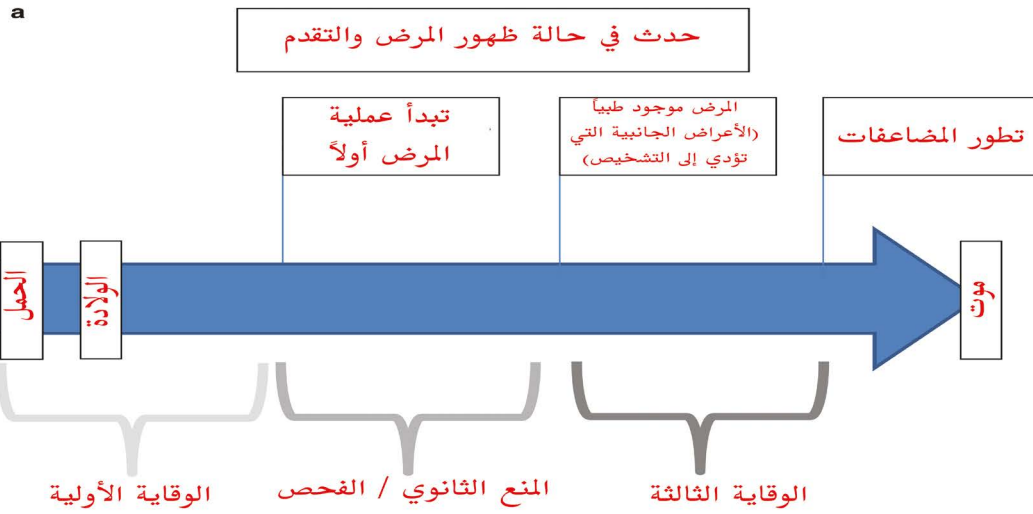 a
حدث في حالة ظهور المرض والتقدم
تبدأ عملية
المرض أولاً
المرض موجود طبياً
(الأعراض الجانبية التي
تؤدي إلى التشخيص)
تطور المضاعفات
الحمل
الولادة
موت
الوقاية الأولية
المنع الثانوي / الفحص
الوقاية الثالثة